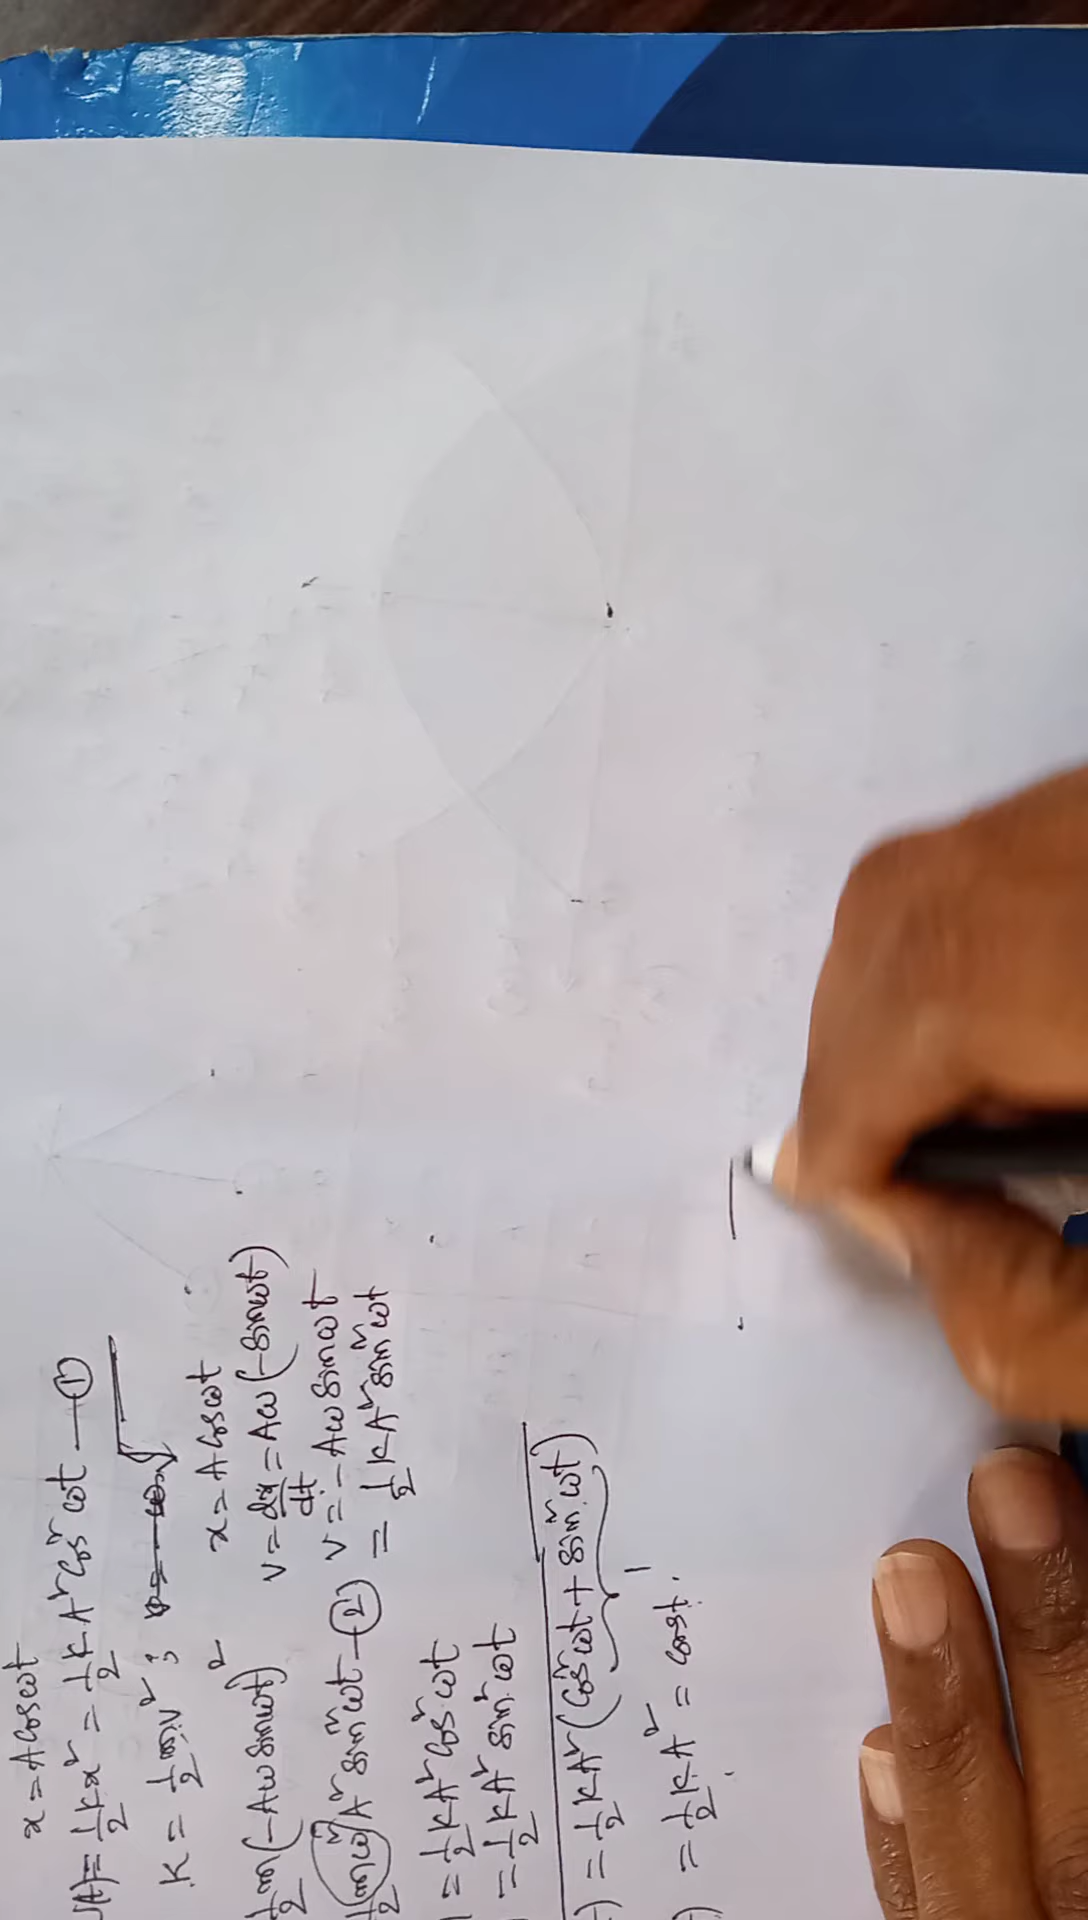 x = A cos ωt
U(t) = 1/2 kx² = 1/2 kA² cos² ωt — ①
K = 1/2 mv² ;
x = A cos ωt
1/2 m(-Aω sin ωt)²
v = dx/dt = Aω(-sin ωt)
v = -Aω sin ωt
1/2 mω² A² sin² ωt — ②
= 1/2 kA² sin² ωt
= 1/2 kA² cos² ωt
= 1/2 kA² sin² ωt
) = 1/2 kA² (cos² ωt + sin² ωt)
1
) = 1/2 kA² = cost.